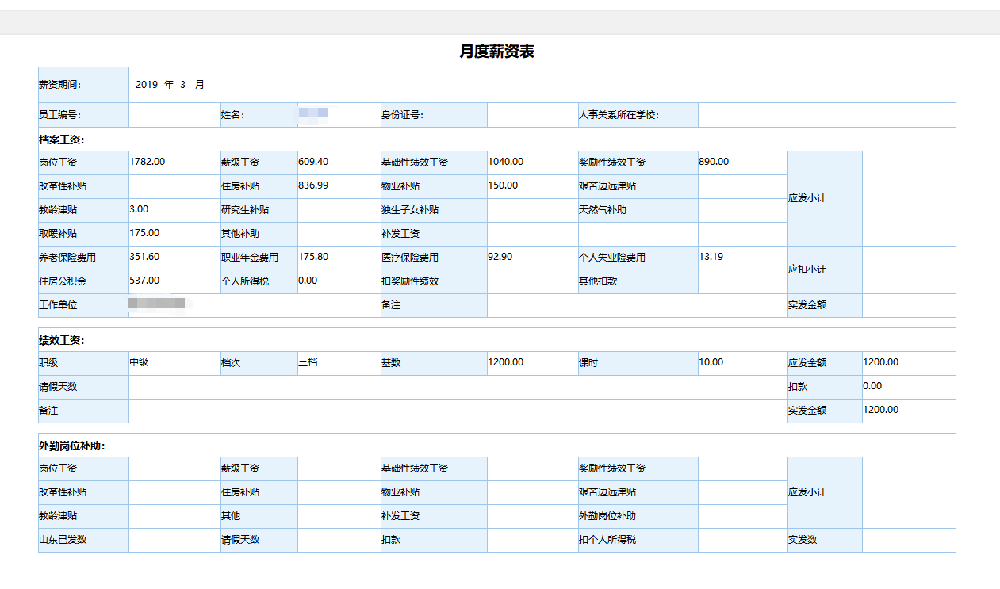 月度薪资表
薪资期间： 2019 年 3 月
员工编号： 姓名： 身份证号： 人事关系所在学校：
档案工资：
岗位工资 1782.00 薪级工资 609.40 基础性绩效工资 1040.00 奖励性绩效工资 890.00
改革性补贴 住房补贴 836.99 物业补贴 150.00 艰苦边远津贴
应发小计
教龄津贴 3.00 研究生补贴 独生子女补贴 天然气补助
取暖补贴 175.00 其他补助 补发工资
养老保险费用 351.60 职业年金费用 175.80 医疗保险费用 92.90 个人失业险费用 13.19
应扣小计
住房公积金 537.00 个人所得税 0.00 扣奖励性绩效 其他扣款
工作单位 备注 实发金额
绩效工资：
职级 中级 档次 三档 基数 1200.00 课时 10.00 应发金额 1200.00
请假天数 扣款 0.00
备注 实发金额 1200.00
外勤岗位补助：
岗位工资 薪级工资 基础性绩效工资 奖励性绩效工资
改革性补贴 住房补贴 物业补贴 艰苦边远津贴 应发小计
教龄津贴 其他 补发工资 外勤岗位补助
山东已发数 请假天数 扣款 扣个人所得税 实发数